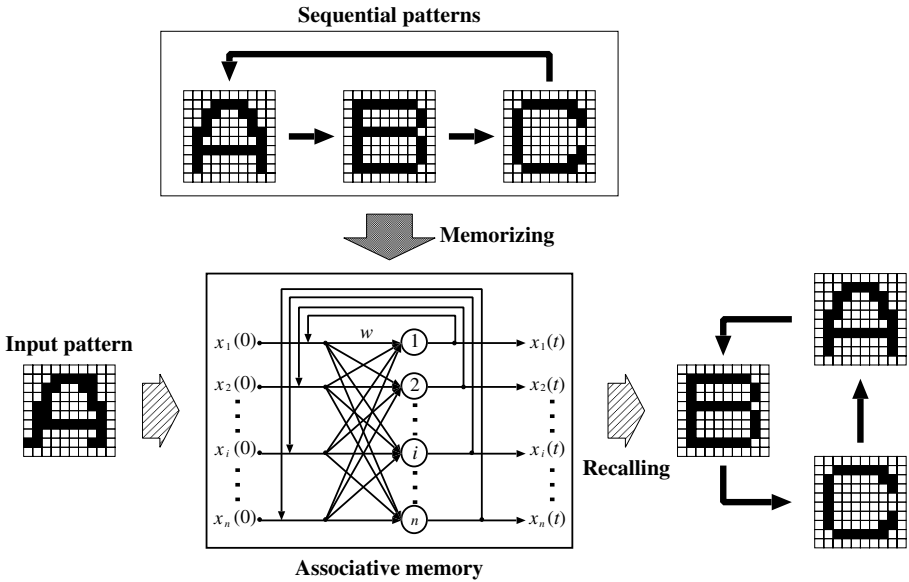 Sequential patterns
Memorizing
Input pattern
x₁(0) w 1 x₁(t)
x₂(0) 2 x₂(t)
xᵢ(0) i xᵢ(t)
xₙ(0) n xₙ(t)
Recalling
Associative memory